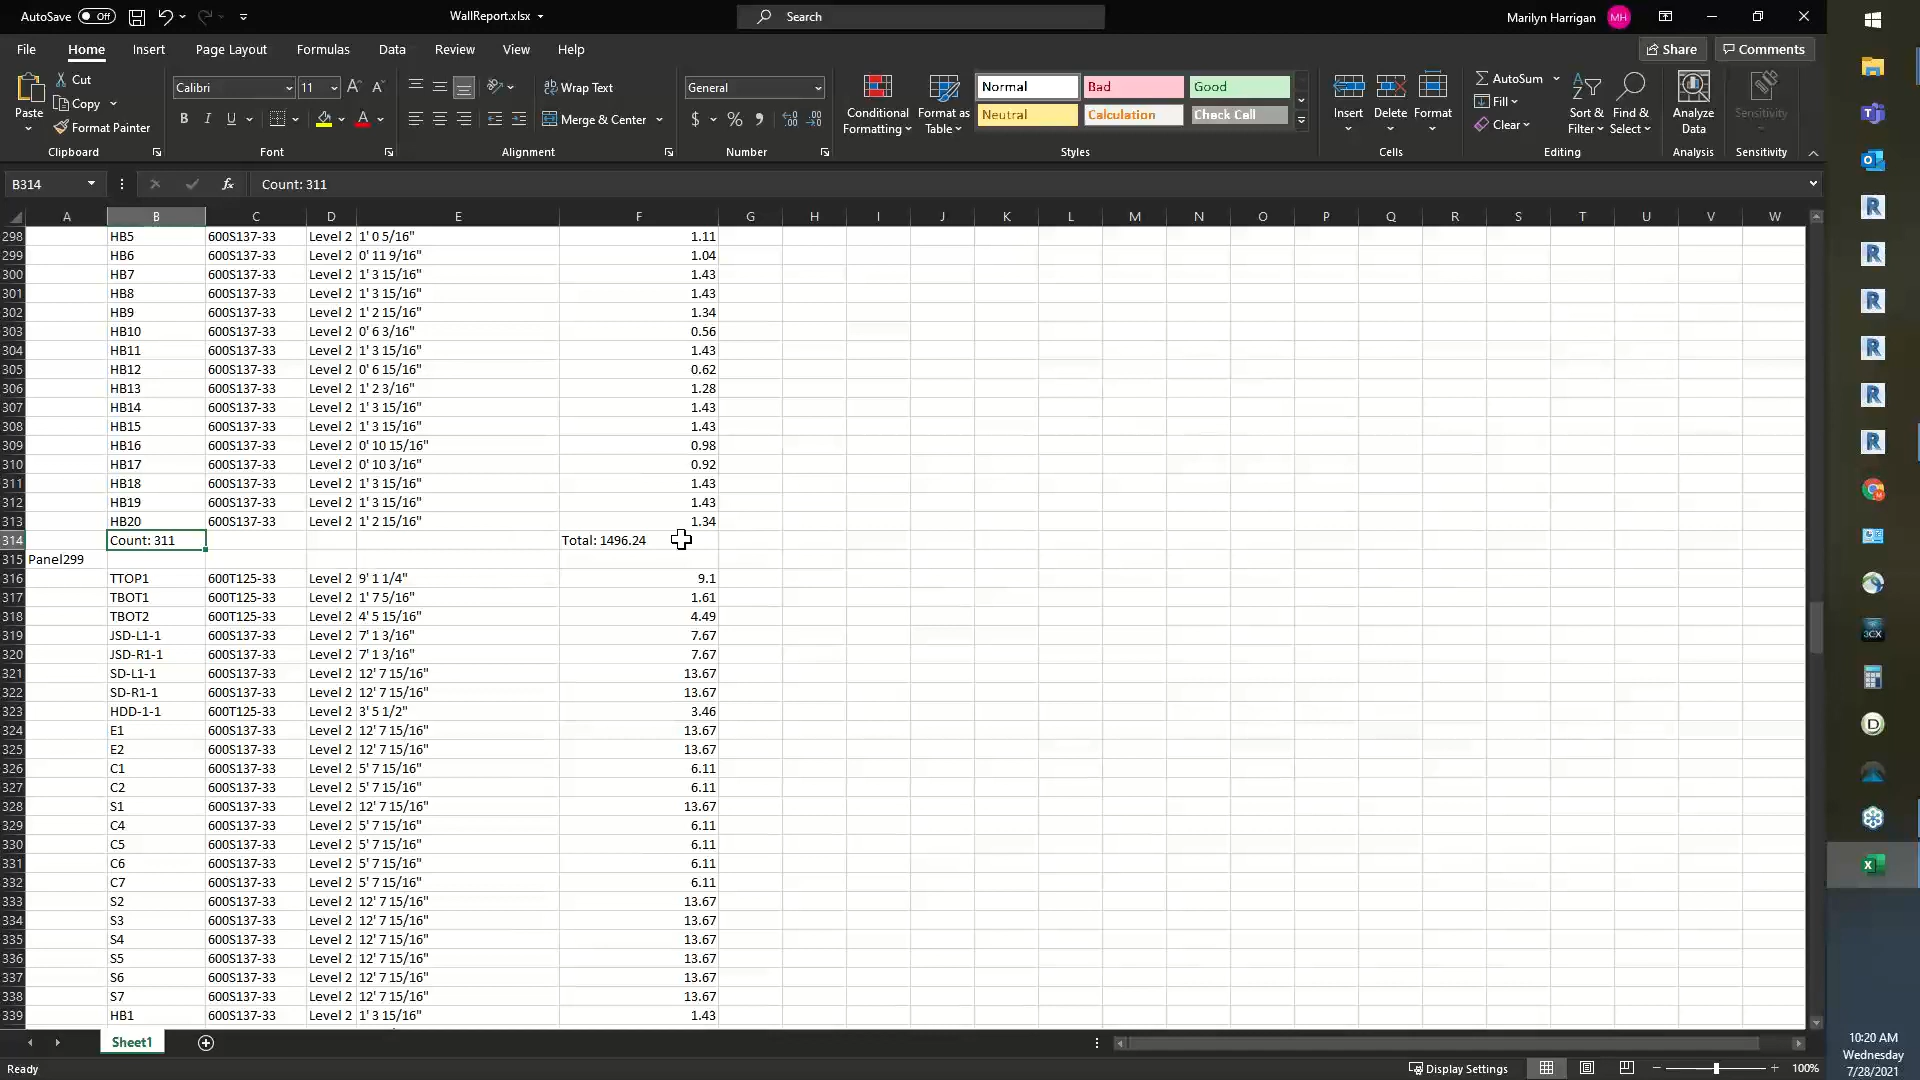 AutoSave Off
WallReport.xlsx
Search
Marilyn Harrigan MH
File Home Insert Page Layout Formulas Data Review View Help
Share Comments
Paste
Cut
Copy
Format Painter
Clipboard
Calibri 11
B I U
Font
Wrap Text
Merge & Center
Alignment
General
$ % 9
Number
Conditional Formatting
Format as Table
Normal Bad Good
Neutral Calculation Check Cell
Styles
Insert Delete Format
Cells
AutoSum
Fill
Clear
Sort & Filter
Find & Select
Editing
Analyze Data
Analysis
Sensitivity
Sensitivity
B314 fx Count: 311
A B C D E F G H I J K L M N O P Q R S T U V W
298 HB5 600S137-33 Level 2 1' 0 5/16" 1.11
299 HB6 600S137-33 Level 2 0' 11 9/16" 1.04
300 HB7 600S137-33 Level 2 1' 3 15/16" 1.43
301 HB8 600S137-33 Level 2 1' 3 15/16" 1.43
302 HB9 600S137-33 Level 2 1' 2 15/16" 1.34
303 HB10 600S137-33 Level 2 0' 6 3/16" 0.56
304 HB11 600S137-33 Level 2 1' 3 15/16" 1.43
305 HB12 600S137-33 Level 2 0' 6 15/16" 0.62
306 HB13 600S137-33 Level 2 1' 2 3/16" 1.28
307 HB14 600S137-33 Level 2 1' 3 15/16" 1.43
308 HB15 600S137-33 Level 2 1' 3 15/16" 1.43
309 HB16 600S137-33 Level 2 0' 10 15/16" 0.98
310 HB17 600S137-33 Level 2 0' 10 3/16" 0.92
311 HB18 600S137-33 Level 2 1' 3 15/16" 1.43
312 HB19 600S137-33 Level 2 1' 3 15/16" 1.43
313 HB20 600S137-33 Level 2 1' 2 15/16" 1.34
314 Count: 311 Total: 1496.24
315 Panel299
316 TTOP1 600T125-33 Level 2 9' 1 1/4" 9.1
317 TBOT1 600T125-33 Level 2 1' 7 5/16" 1.61
318 TBOT2 600T125-33 Level 2 4' 5 15/16" 4.49
319 JSD-L1-1 600S137-33 Level 2 7' 1 3/16" 7.67
320 JSD-R1-1 600S137-33 Level 2 7' 1 3/16" 7.67
321 SD-L1-1 600S137-33 Level 2 12' 7 15/16" 13.67
322 SD-R1-1 600S137-33 Level 2 12' 7 15/16" 13.67
323 HDD-1-1 600T125-33 Level 2 3' 5 1/2" 3.46
324 E1 600S137-33 Level 2 12' 7 15/16" 13.67
325 E2 600S137-33 Level 2 12' 7 15/16" 13.67
326 C1 600S137-33 Level 2 5' 7 15/16" 6.11
327 C2 600S137-33 Level 2 5' 7 15/16" 6.11
328 S1 600S137-33 Level 2 12' 7 15/16" 13.67
329 C4 600S137-33 Level 2 5' 7 15/16" 6.11
330 C5 600S137-33 Level 2 5' 7 15/16" 6.11
331 C6 600S137-33 Level 2 5' 7 15/16" 6.11
332 C7 600S137-33 Level 2 5' 7 15/16" 6.11
333 S2 600S137-33 Level 2 12' 7 15/16" 13.67
334 S3 600S137-33 Level 2 12' 7 15/16" 13.67
335 S4 600S137-33 Level 2 12' 7 15/16" 13.67
336 S5 600S137-33 Level 2 12' 7 15/16" 13.67
337 S6 600S137-33 Level 2 12' 7 15/16" 13.67
338 S7 600S137-33 Level 2 12' 7 15/16" 13.67
339 HB1 600S137-33 Level 2 1' 3 15/16" 1.43
Sheet1
Ready
Display Settings
100%
10:20 AM
Wednesday
7/28/2021